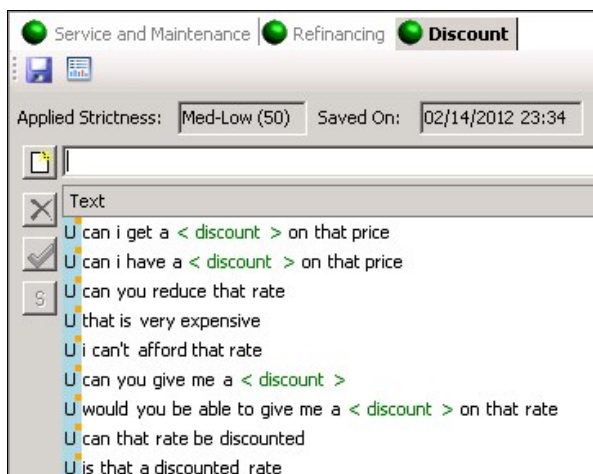 Service and Maintenance Refinancing Discount
Applied Strictness: Med-Low (50) Saved On: 02/14/2012 23:34
Text
U can i get a < discount > on that price
U can i have a < discount > on that price
S
U can you reduce that rate
U that is very expensive
U i can't afford that rate
U can you give me a < discount >
U would you be able to give me a < discount > on that rate
U can that rate be discounted
U is that a discounted rate